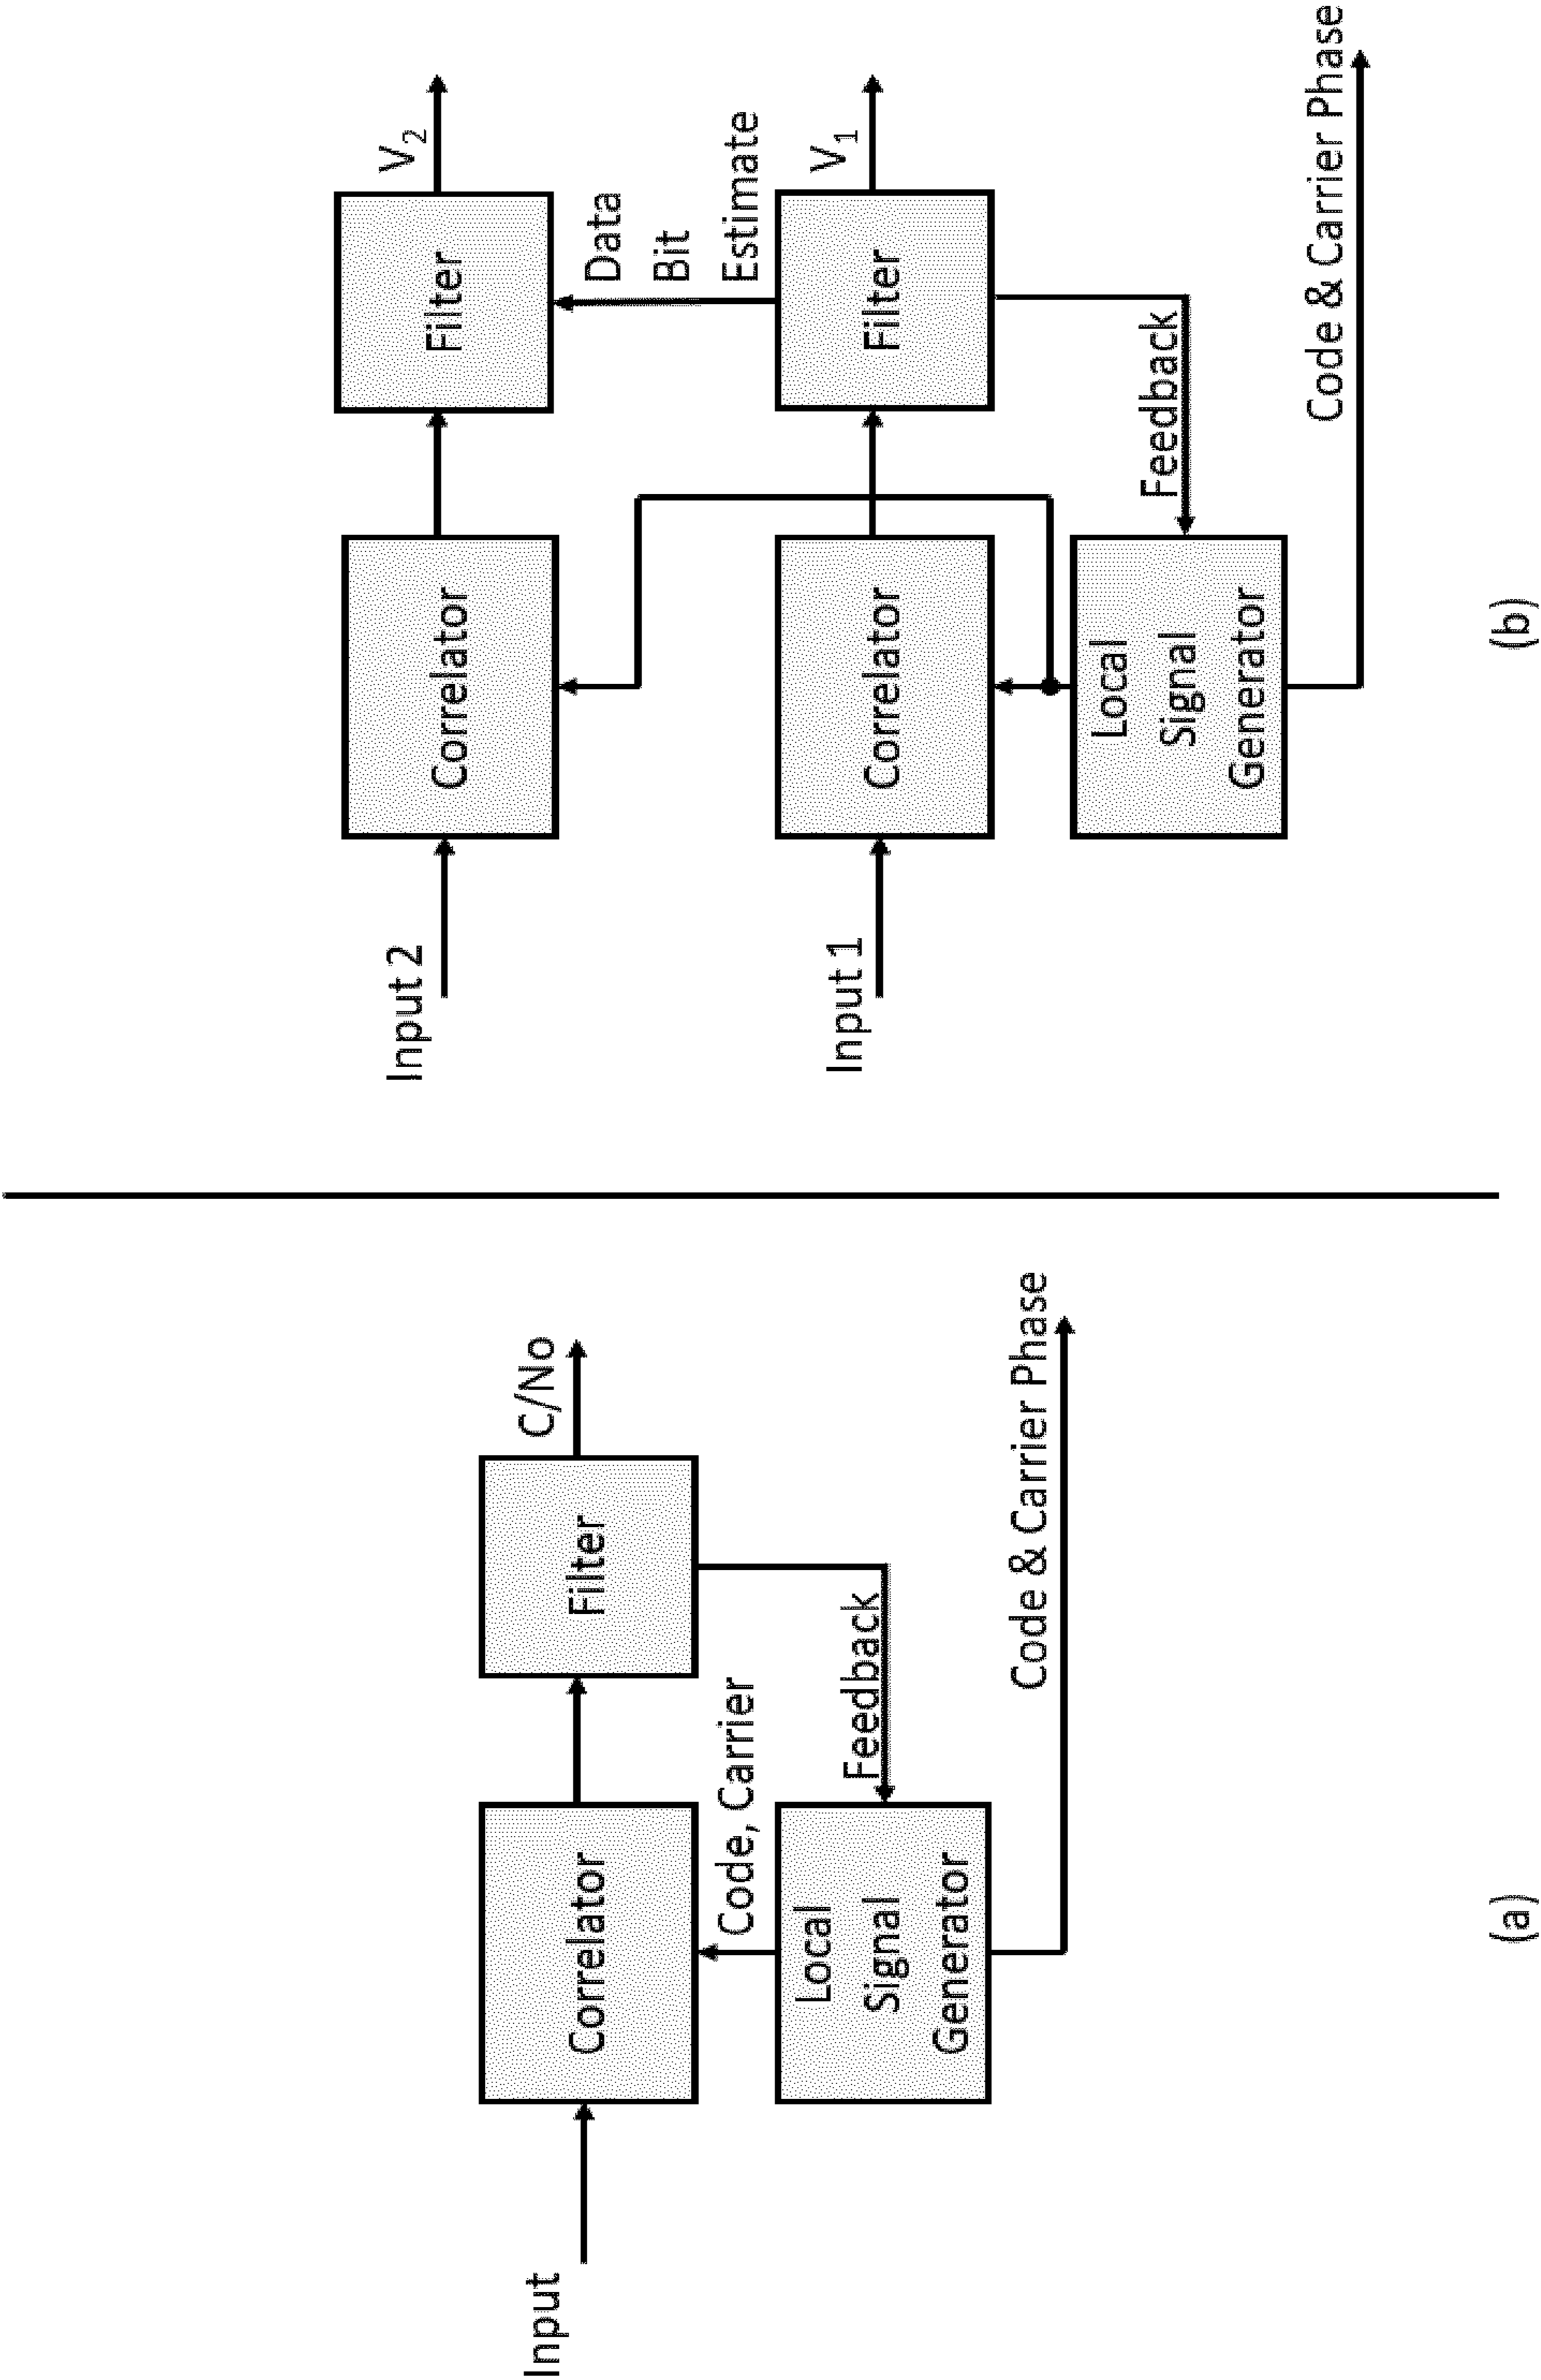 Input
Correlator
Filter
C/No
Code, Carrier
Feedback
Local
Signal
Generator
Code & Carrier Phase
(a)
Input 2
Correlator
Filter
V2
Data
Bit
Estimate
Input 1
Correlator
Filter
V1
Feedback
Local
Signal
Generator
Code & Carrier Phase
(b)